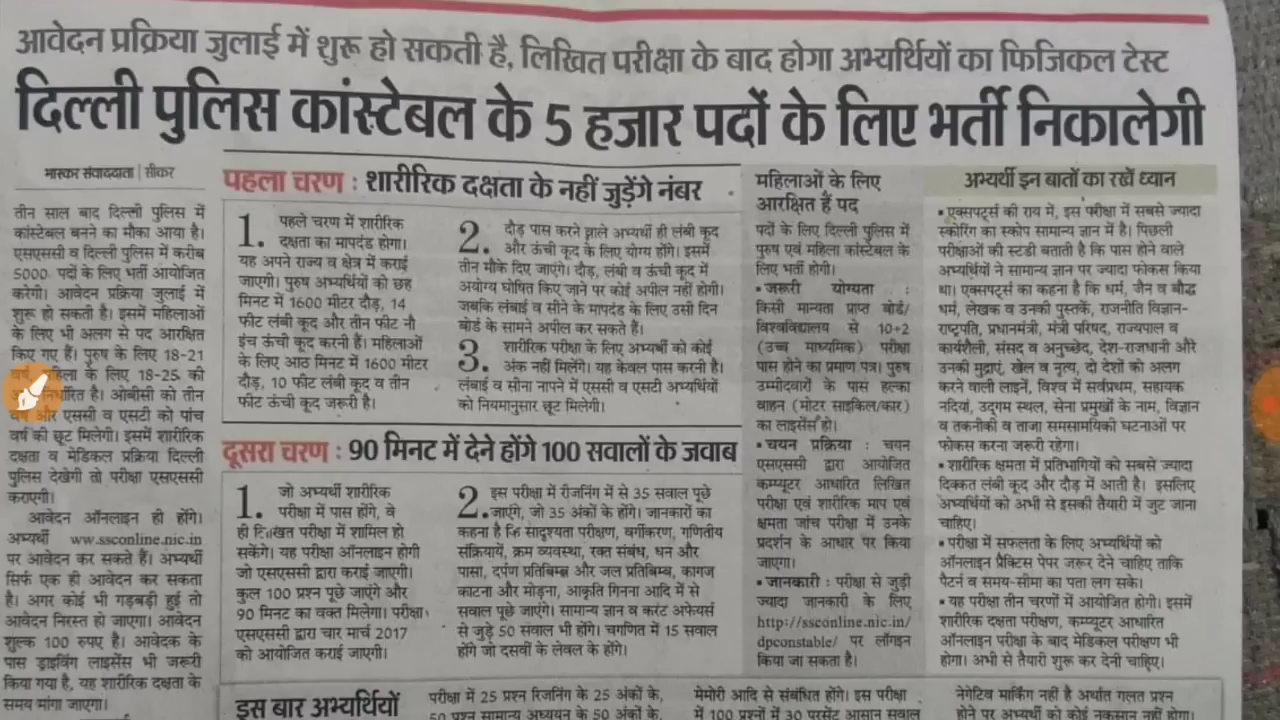 आवेदन प्रक्रिया जुलाई में शुरू हो सकती है, लिखित परीक्षा के बाद होगा अभ्यर्थियों का फिजिकल टेस्ट
दिल्ली पुलिस कांस्टेबल के 5 हजार पदों के लिए भर्ती निकालेगी
भास्कर संवाददाता | सीकर
तीन साल बाद दिल्ली पुलिस में
कांस्टेबल बनने का मौका आया है।
एसएससी व दिल्ली पुलिस में करीब
5000 पदों के लिए भर्ती आयोजित
करेगी। आवेदन प्रक्रिया जुलाई में
शुरू हो सकती है। इसमें महिलाओं
के लिए भी अलग से पद आरक्षित
किए गए हैं। पुरुष के लिए 18-21
महिला के लिए 18-25 की
निर्धारित है। ओबीसी को तीन
और एससी व एसटी को पांच
वर्ष की छूट मिलेगी। इसमें शारीरिक
दक्षता व मेडिकल प्रक्रिया दिल्ली
पुलिस देखेगी तो परीक्षा एसएससी
कराएगी।
आवेदन ऑनलाइन ही होंगे।
अभ्यर्थी ww.ssconline.nic.in
पर आवेदन कर सकते हैं। अभ्यर्थी
सिर्फ एक ही आवेदन कर सकता
है। अगर कोई भी गड़बड़ी हुई तो
आवेदन निरस्त हो जाएगा। आवेदन
शुल्क 100 रुपए है। आवेदक के
पास ड्राइविंग लाइसेंस भी जरूरी
किया गया है, यह शारीरिक दक्षता के
समय मांगा जाएगा।
पहला चरण : शारीरिक दक्षता के नहीं जुड़ेंगे नंबर
1. पहले चरण में शारीरिक
दक्षता का मापदंड होगा।
यह अपने राज्य व क्षेत्र में कराई
जाएगी। पुरुष अभ्यर्थियों को छह
मिनट में 1600 मीटर दौड़, 14
फीट लंबी कूद और तीन फीट नौ
इंच ऊंची कूद करनी हैं। महिलाओं
के लिए आठ मिनट में 1600 मीटर
दौड़, 10 फीट लंबी कूद व तीन
फीट ऊंची कूद जरूरी है।
2. दौड़ पास करने वाले अभ्यर्थी ही लंबी कूद
और ऊंची कूद के लिए योग्य होंगे। इसमें
तीन मौके दिए जाएंगे। दौड़, लंबी व ऊंची कूद में
अयोग्य घोषित किए जाने पर कोई अपील नहीं होगी।
जबकि लंबाई व सीने के मापदंड के लिए उसी दिन
बोर्ड के सामने अपील कर सकते हैं।
3. शारीरिक परीक्षा के लिए अभ्यर्थी को कोई
अंक नहीं मिलेंगे। यह केवल पास करनी है।
लंबाई व सीना नापने में एससी व एसटी अभ्यर्थियों
को नियमानुसार छूट मिलेगी।
दूसरा चरण : 90 मिनट में देने होंगे 100 सवालों के जवाब
1. जो अभ्यर्थी शारीरिक
परीक्षा में पास होंगे, वे
ही लिखित परीक्षा में शामिल हो
सकेंगे। यह परीक्षा ऑनलाइन होगी
जो एसएससी द्वारा कराई जाएगी।
कुल 100 प्रश्न पूछे जाएंगे और
90 मिनट का वक्त मिलेगा। परीक्षा
एसएससी द्वारा चार मार्च 2017
को आयोजित कराई जाएगी।
2. इस परीक्षा में रीजनिंग में से 35 सवाल पूछे
जाएंगे, जो 35 अंकों के होंगे। जानकारों का
कहना है कि सादृश्यता परीक्षण, वर्गीकरण, गणितीय
संक्रियायें, क्रम व्यवस्था, रक्त संबंध, घन और
पासा, दर्पण प्रतिबिम्ब और जल प्रतिबिम्व, कागज
काटना और मोड़ना, आकृति गिनना आदि में से
सवाल पूछे जाएंगे। सामान्य ज्ञान व करंट अफेयर्स
से जुड़े 50 सवाल भी होंगे। चगणित में 15 सवाल
होंगे जो दसवीं के लेवल के होंगे।
महिलाओं के लिए
आरक्षित हैं पद
पदों के लिए दिल्ली पुलिस में
पुरुष एवं महिला कांस्टेबल के
लिए भर्ती होगी।
• जरूरी योग्यता :
किसी मान्यता प्राप्त बोर्ड/
विश्वविद्यालय से 10+2
(उच्च माध्यमिक) परीक्षा
पास होने का प्रमाण पत्र। पुरुष
उम्मीदवारों के पास हल्का
वाहन (मोटर साइकिल/कार)
का लाइसेंस हो।
• चयन प्रक्रिया : चयन
एसएससी द्वारा आयोजित
कम्प्यूटर आधारित लिखित
परीक्षा एवं शारीरिक माप एवं
क्षमता जांच परीक्षा में उनके
प्रदर्शन के आधार पर किया
जाएगा।
• जानकारी : परीक्षा से जुड़ी
ज्यादा जानकारी के लिए
http://ssconline.nic.in/
dpconstable/ पर लॉगइन
किया जा सकता है।
अभ्यर्थी इन बातों का रखें ध्यान
• एक्सपर्ट्स की राय में, इस परीक्षा में सबसे ज्यादा
स्कोरिंग का स्कोप सामान्य ज्ञान में है। पिछली
परीक्षाओं की स्टडी बताती है कि पास होने वाले
अभ्यर्थियों ने सामान्य ज्ञान पर ज्यादा फोकस किया
था। एक्सपर्ट्स का कहना है कि धर्म, जैन व बौद्ध
धर्म, लेखक व उनकी पुस्तकें, राजनीति विज्ञान-
राष्ट्रपति, प्रधानमंत्री, मंत्री परिषद, राज्यपाल व
कार्यशैली, संसद व अनुच्छेद, देश-राजधानी और
उनकी मुद्राएं, खेल व नृत्य, दो देशों को अलग
करने वाली लाइनें, विश्व में सर्वप्रथम, सहायक
नदियां, उद्गम स्थल, सेना प्रमुखों के नाम, विज्ञान
व तकनीकी व ताजा समसामयिकी घटनाओं पर
फोकस करना जरूरी रहेगा।
• शारीरिक क्षमता में प्रतिभागियों को सबसे ज्यादा
दिक्कत लंबी कूद और दौड़ में आती है। इसलिए
अभ्यर्थियों को अभी से इसकी तैयारी में जुट जाना
चाहिए।
• परीक्षा में सफलता के लिए अभ्यर्थियों को
ऑनलाइन प्रैक्टिस पेपर जरूर देने चाहिए ताकि
पैटर्न व समय-सीमा का पता लग सके।
• यह परीक्षा तीन चरणों में आयोजित होगी। इसमें
शारीरिक दक्षता परीक्षण, कम्प्यूटर आधारित
ऑनलाइन परीक्षा के बाद मेडिकल परीक्षण भी
होगा। अभी से तैयारी शुरू कर देनी चाहिए।
इस बार अभ्यर्थियों
परीक्षा में 25 प्रश्न रिजनिंग के 25 अंकों के,
50 प्रश्न सामान्य अध्ययन के 50 अंकों के,
मेमोरी आदि से संबंधित होंगे। इस परीक्षा
में 100 प्रश्नों में 30 परसेंट आसान सवाल
नेगेटिव मार्किंग नहीं है अर्थात गलत प्रश्न
होने पर अभ्यर्थी को कोई नुकसान नहीं होगा।